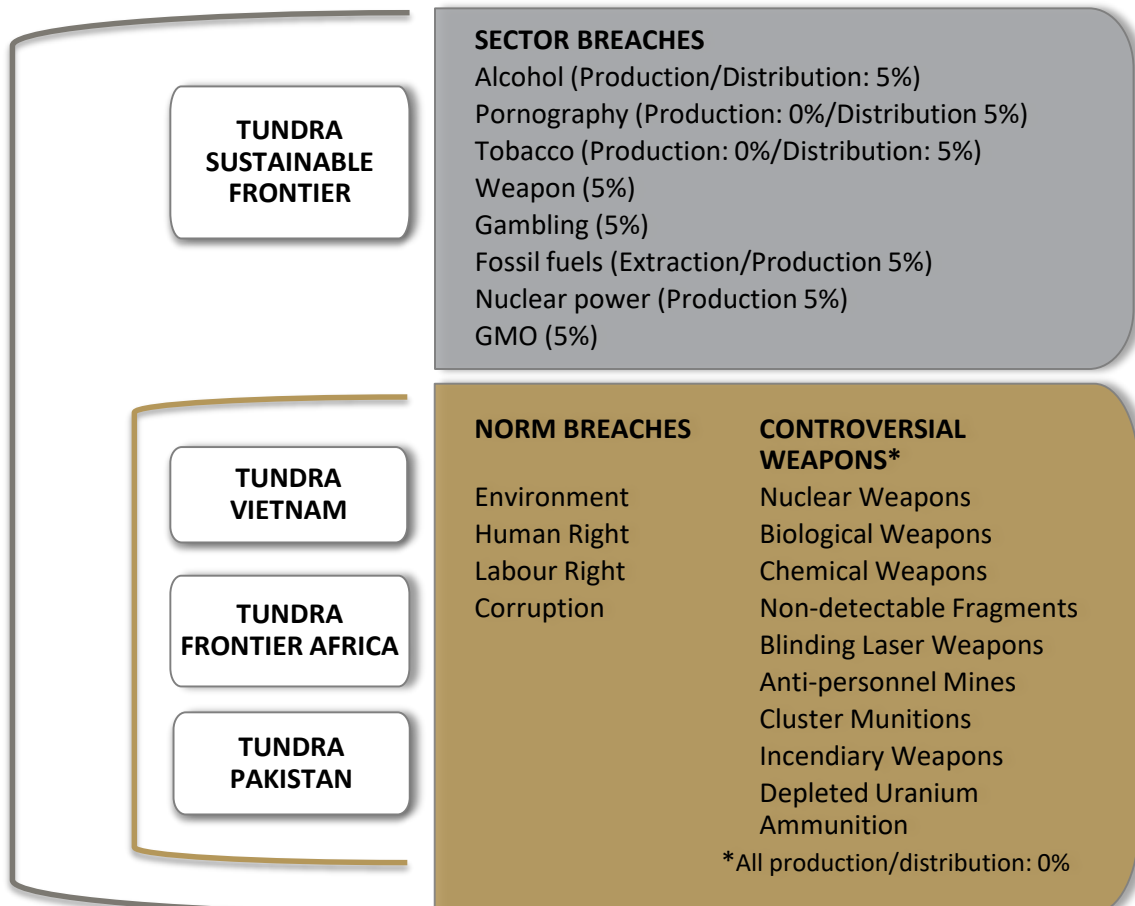 TUNDRA
SUSTAINABLE
FRONTIER
SECTOR BREACHES
Alcohol (Production/Distribution: 5%)
Pornography (Production: 0%/Distribution 5%)
Tobacco (Production: 0%/Distribution: 5%)
Weapon (5%)
Gambling (5%)
Fossil fuels (Extraction/Production 5%)
Nuclear power (Production 5%)
GMO (5%)
TUNDRA
VIETNAM
TUNDRA
FRONTIER AFRICA
TUNDRA
PAKISTAN
NORM BREACHES
Environment
Human Right
Labour Right
Corruption
CONTROVERSIAL
WEAPONS*
Nuclear Weapons
Biological Weapons
Chemical Weapons
Non-detectable Fragments
Blinding Laser Weapons
Anti-personnel Mines
Cluster Munitions
Incendiary Weapons
Depleted Uranium
Ammunition
*All production/distribution: 0%